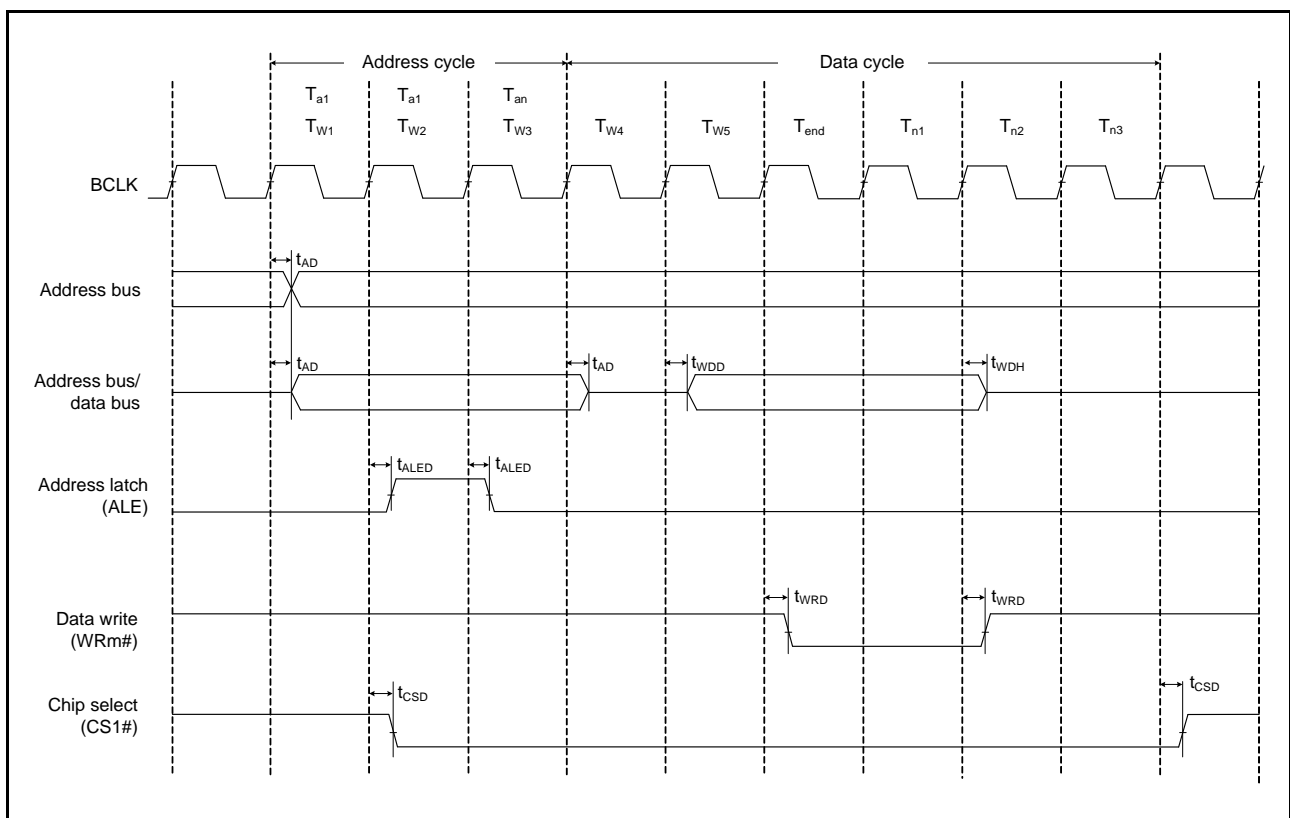 Address cycle Data cycle
Ta1 Ta1 Tan
TW1 TW2 TW3 TW4 TW5 Tend Tn1 Tn2 Tn3
BCLK
tAD
Address bus
tAD tAD tWDD tWDH
Address bus/
data bus
tALED tALED
Address latch
(ALE)
tWRD tWRD
Data write
(WRm#)
tCSD tCSD
Chip select
(CS1#)